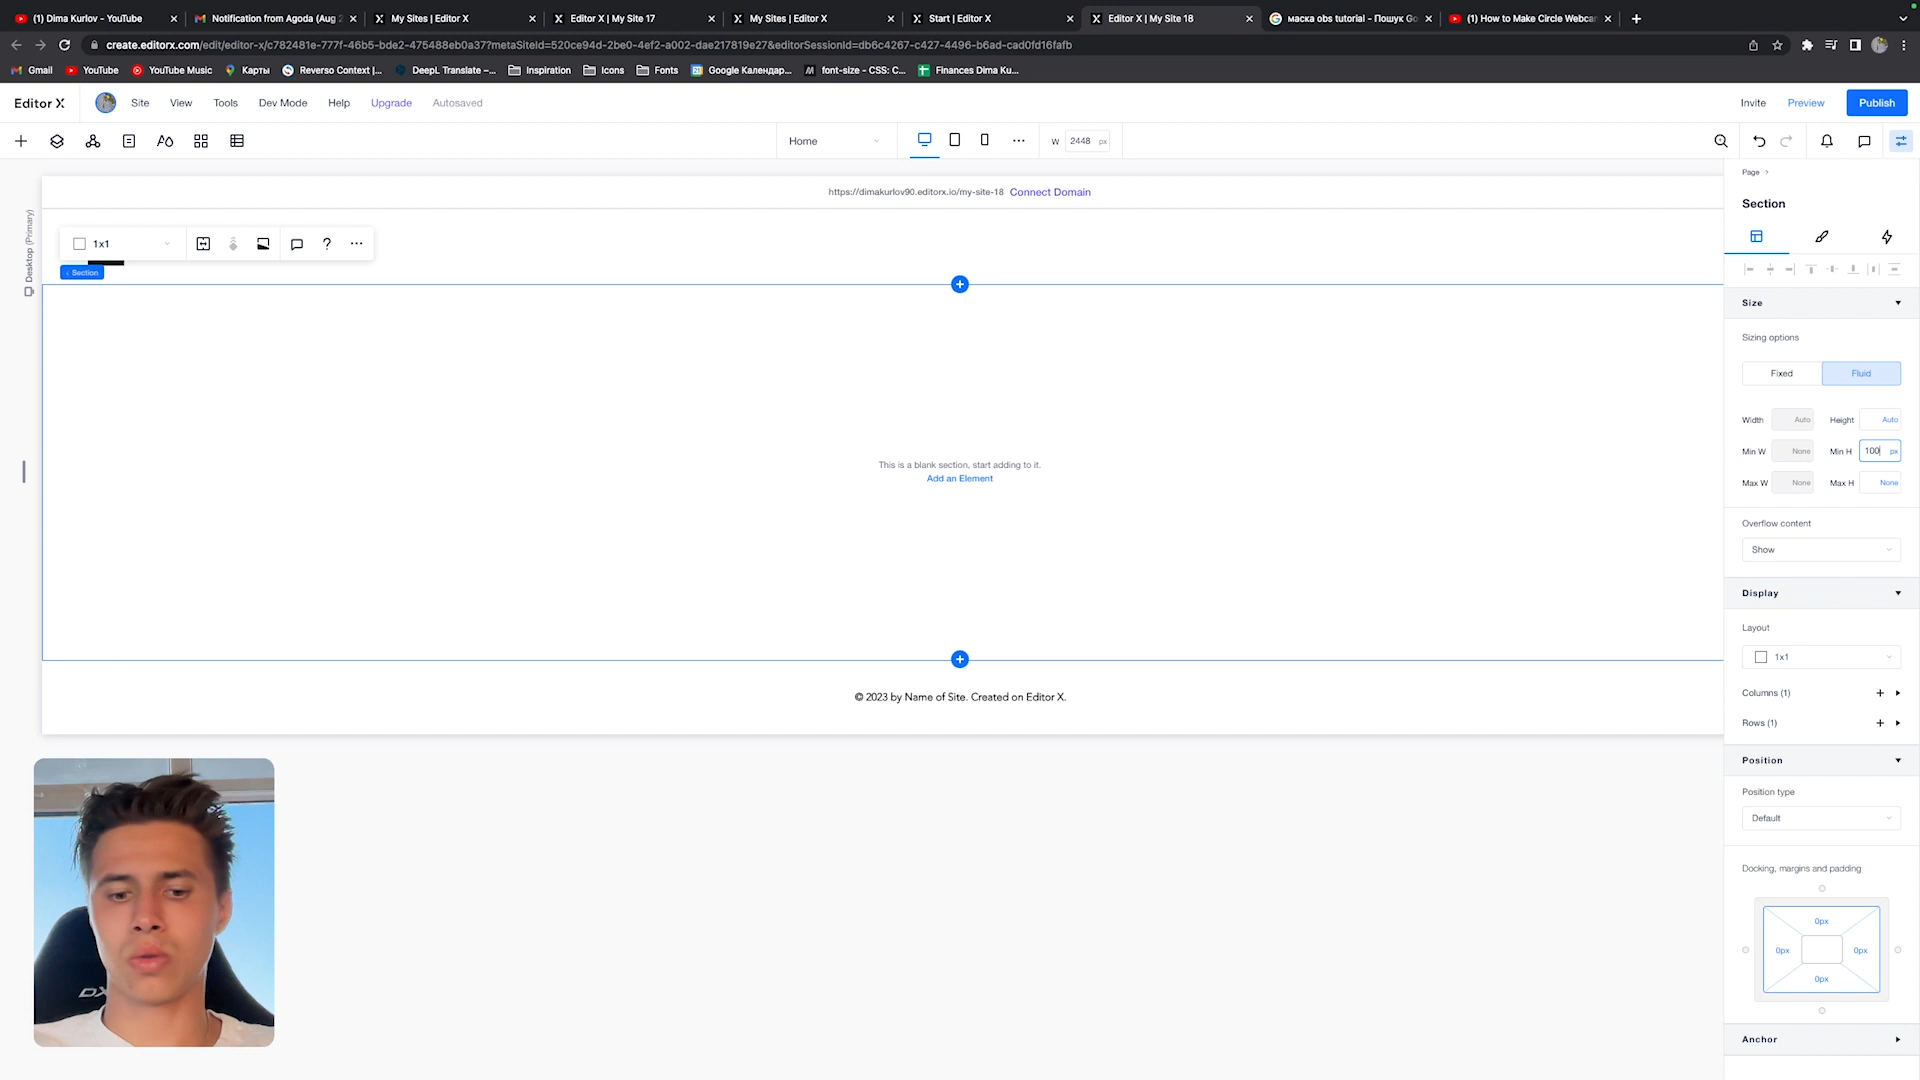 (1) Dima Kurlov - YouTube
Notification from Agoda (Aug 2
My Sites | Editor X
Editor X | My Site 17
My Sites | Editor X
Start | Editor X
Editor X | My Site 18
маска obs tutorial - Пошук Go
(1) How to Make Circle Webcam
create.editorx.com/edit/editor-x/c782481e-777f-46b5-bde2-475488eb0a37?metaSiteId=520ce94d-2be0-4ef2-a002-dae217819e27&editorSessionId=db6c4267-c427-4496-b6ad-cad0fd16fafb
Gmail
YouTube
YouTube Music
Карты
Reverso Context |...
DeepL Translate –...
Inspiration
Icons
Fonts
Google Календар...
font-size - CSS: C...
Finances Dima Ku...
Editor X
Site
View
Tools
Dev Mode
Help
Upgrade
Autosaved
Invite
Preview
Publish
Home
W 2448 px
https://dimakurlov90.editorx.io/my-site-18 Connect Domain
Desktop (Primary)
1x1
‹ Section
This is a blank section, start adding to it.
Add an Element
© 2023 by Name of Site. Created on Editor X.
Page >
Section
Size
Sizing options
Fixed
Fluid
Width Auto Height Auto
Min W None Min H 100 px
Max W None Max H None
Overflow content
Show
Display
Layout
1x1
Columns (1)
Rows (1)
Position
Position type
Default
Docking, margins and padding
0px
0px 0px
0px
Anchor
DX